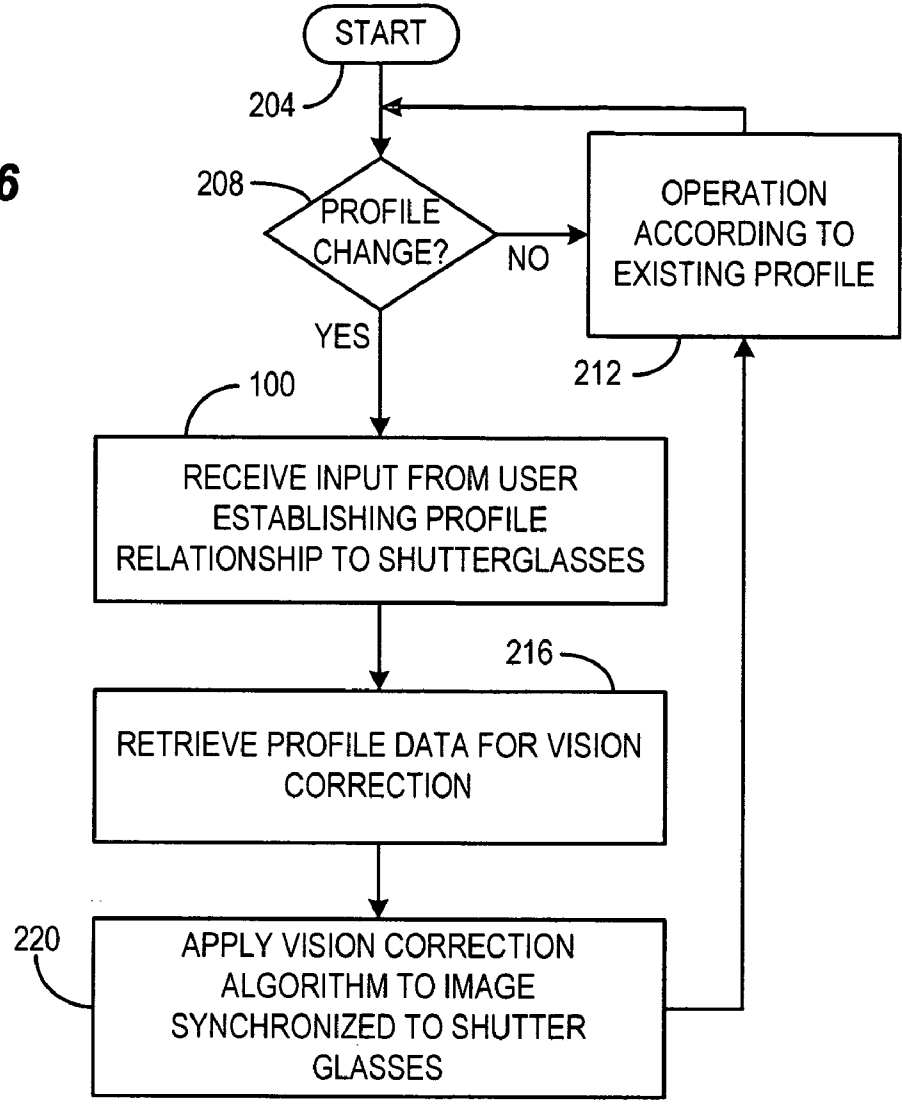 START
204
6
208
PROFILE
CHANGE?
NO
OPERATION
ACCORDING TO
EXISTING PROFILE
212
YES
100
RECEIVE INPUT FROM USER
ESTABLISHING PROFILE
RELATIONSHIP TO SHUTTERGLASSES
216
RETRIEVE PROFILE DATA FOR VISION
CORRECTION
220
APPLY VISION CORRECTION
ALGORITHM TO IMAGE
SYNCHRONIZED TO SHUTTER
GLASSES